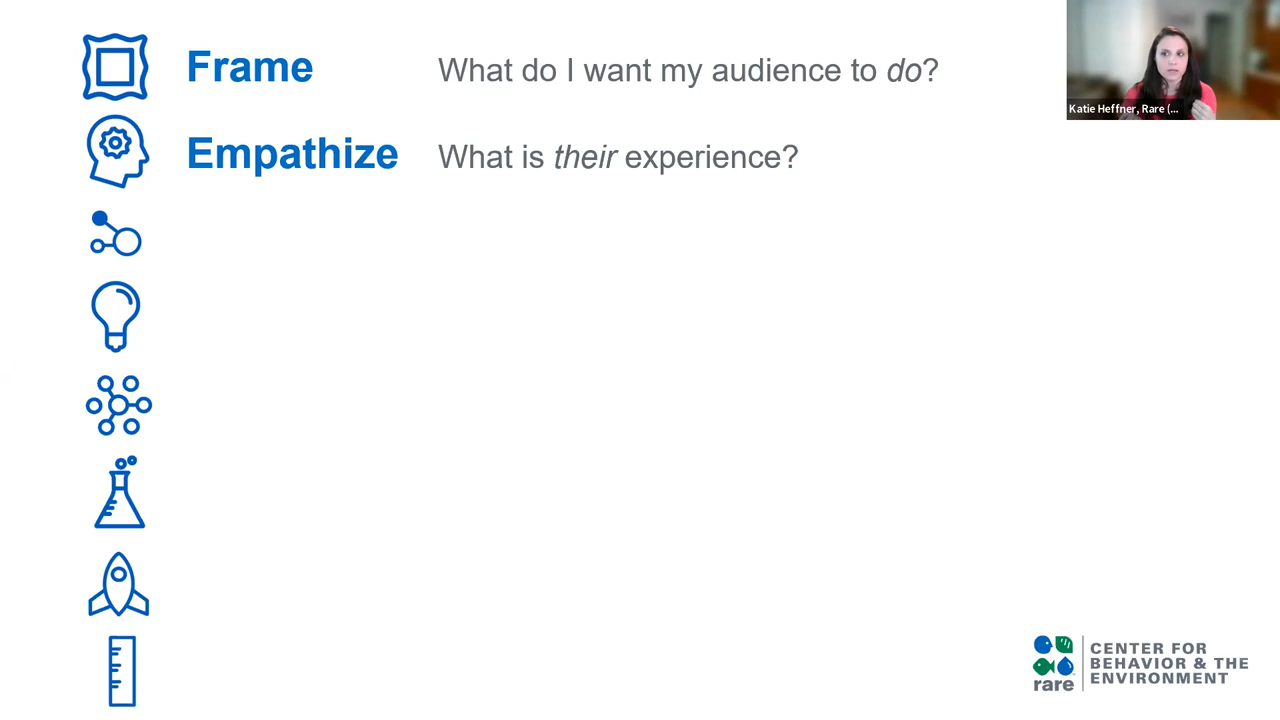 Frame What do I want my audience to do?
Empathize What is their experience?
Katie Heffner, Rare (...
CENTER FOR
BEHAVIOR & THE
ENVIRONMENT
rare